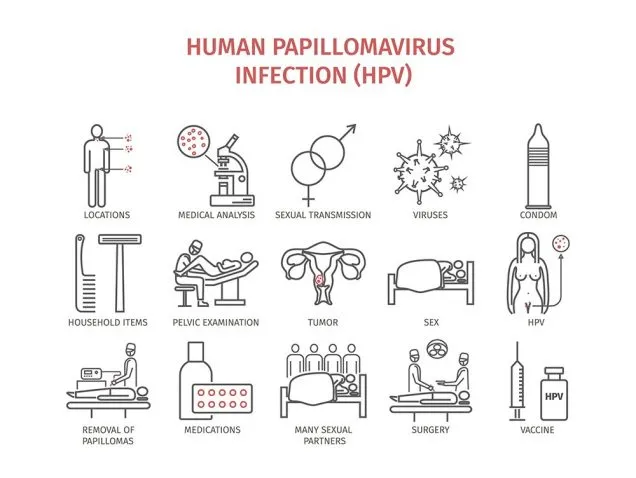 HUMAN PAPILLOMAVIRUS
INFECTION (HPV)
LOCATIONS
MEDICAL ANALYSIS
SEXUAL TRANSMISSION
VIRUSES
CONDOM
HOUSEHOLD ITEMS
PELVIC EXAMINATION
TUMOR
SEX
HPV
REMOVAL OF
PAPILLOMAS
MEDICATIONS
MANY SEXUAL
PARTNERS
SURGERY
HPV
VACCINE